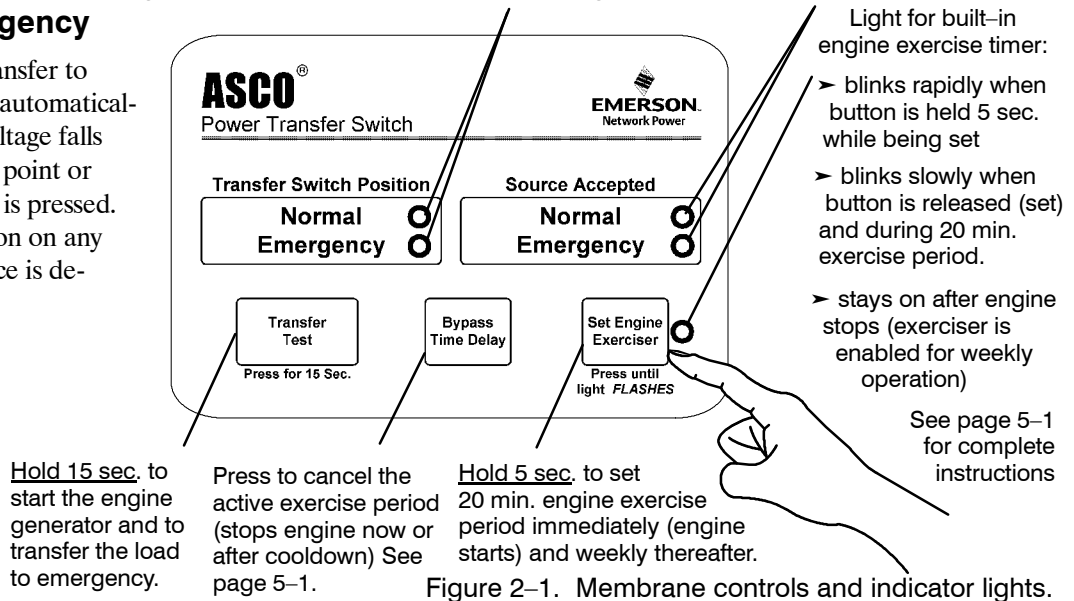 gency
ansfer to
automatical-
ltage falls
point or
is pressed.
on on any
ce is de-
ASCO®
Power Transfer Switch
EMERSON.
Network Power
Transfer Switch Position
Normal
Emergency
Source Accepted
Normal
Emergency
Transfer
Test
Press for 15 Sec.
Bypass
Time Delay
Set Engine
Exerciser
Press until
light FLASHES
Light for built–in
engine exercise timer:
➤ blinks rapidly when
button is held 5 sec.
while being set
➤ blinks slowly when
button is released (set)
and during 20 min.
exercise period.
➤ stays on after engine
stops (exerciser is
enabled for weekly
operation)
See page 5–1
for complete
instructions
Hold 15 sec. to
start the engine
generator and to
transfer the load
to emergency.
Press to cancel the
active exercise period
(stops engine now or
after cooldown) See
page 5–1.
Hold 5 sec. to set
20 min. engine exercise
period immediately (engine
starts) and weekly thereafter.
Figure 2–1. Membrane controls and indicator lights.